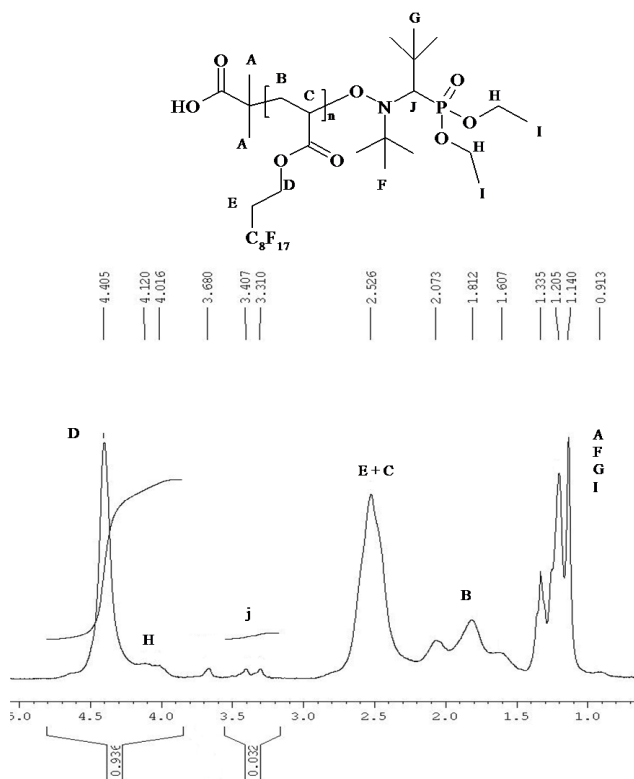 G
A
B
C
O
HO
O
N
n
J
P
O
H
O
I
O
H
I
A
O
O
D
E
F
C8F17
4.405
4.120
4.016
3.680
3.407
3.310
2.526
2.073
1.812
1.607
1.335
1.205
1.140
0.913
D
A
F
G
I
E + C
B
j
H
5.0 4.5 4.0 3.5 3.0 2.5 2.0 1.5 1.0
0.936
0.032